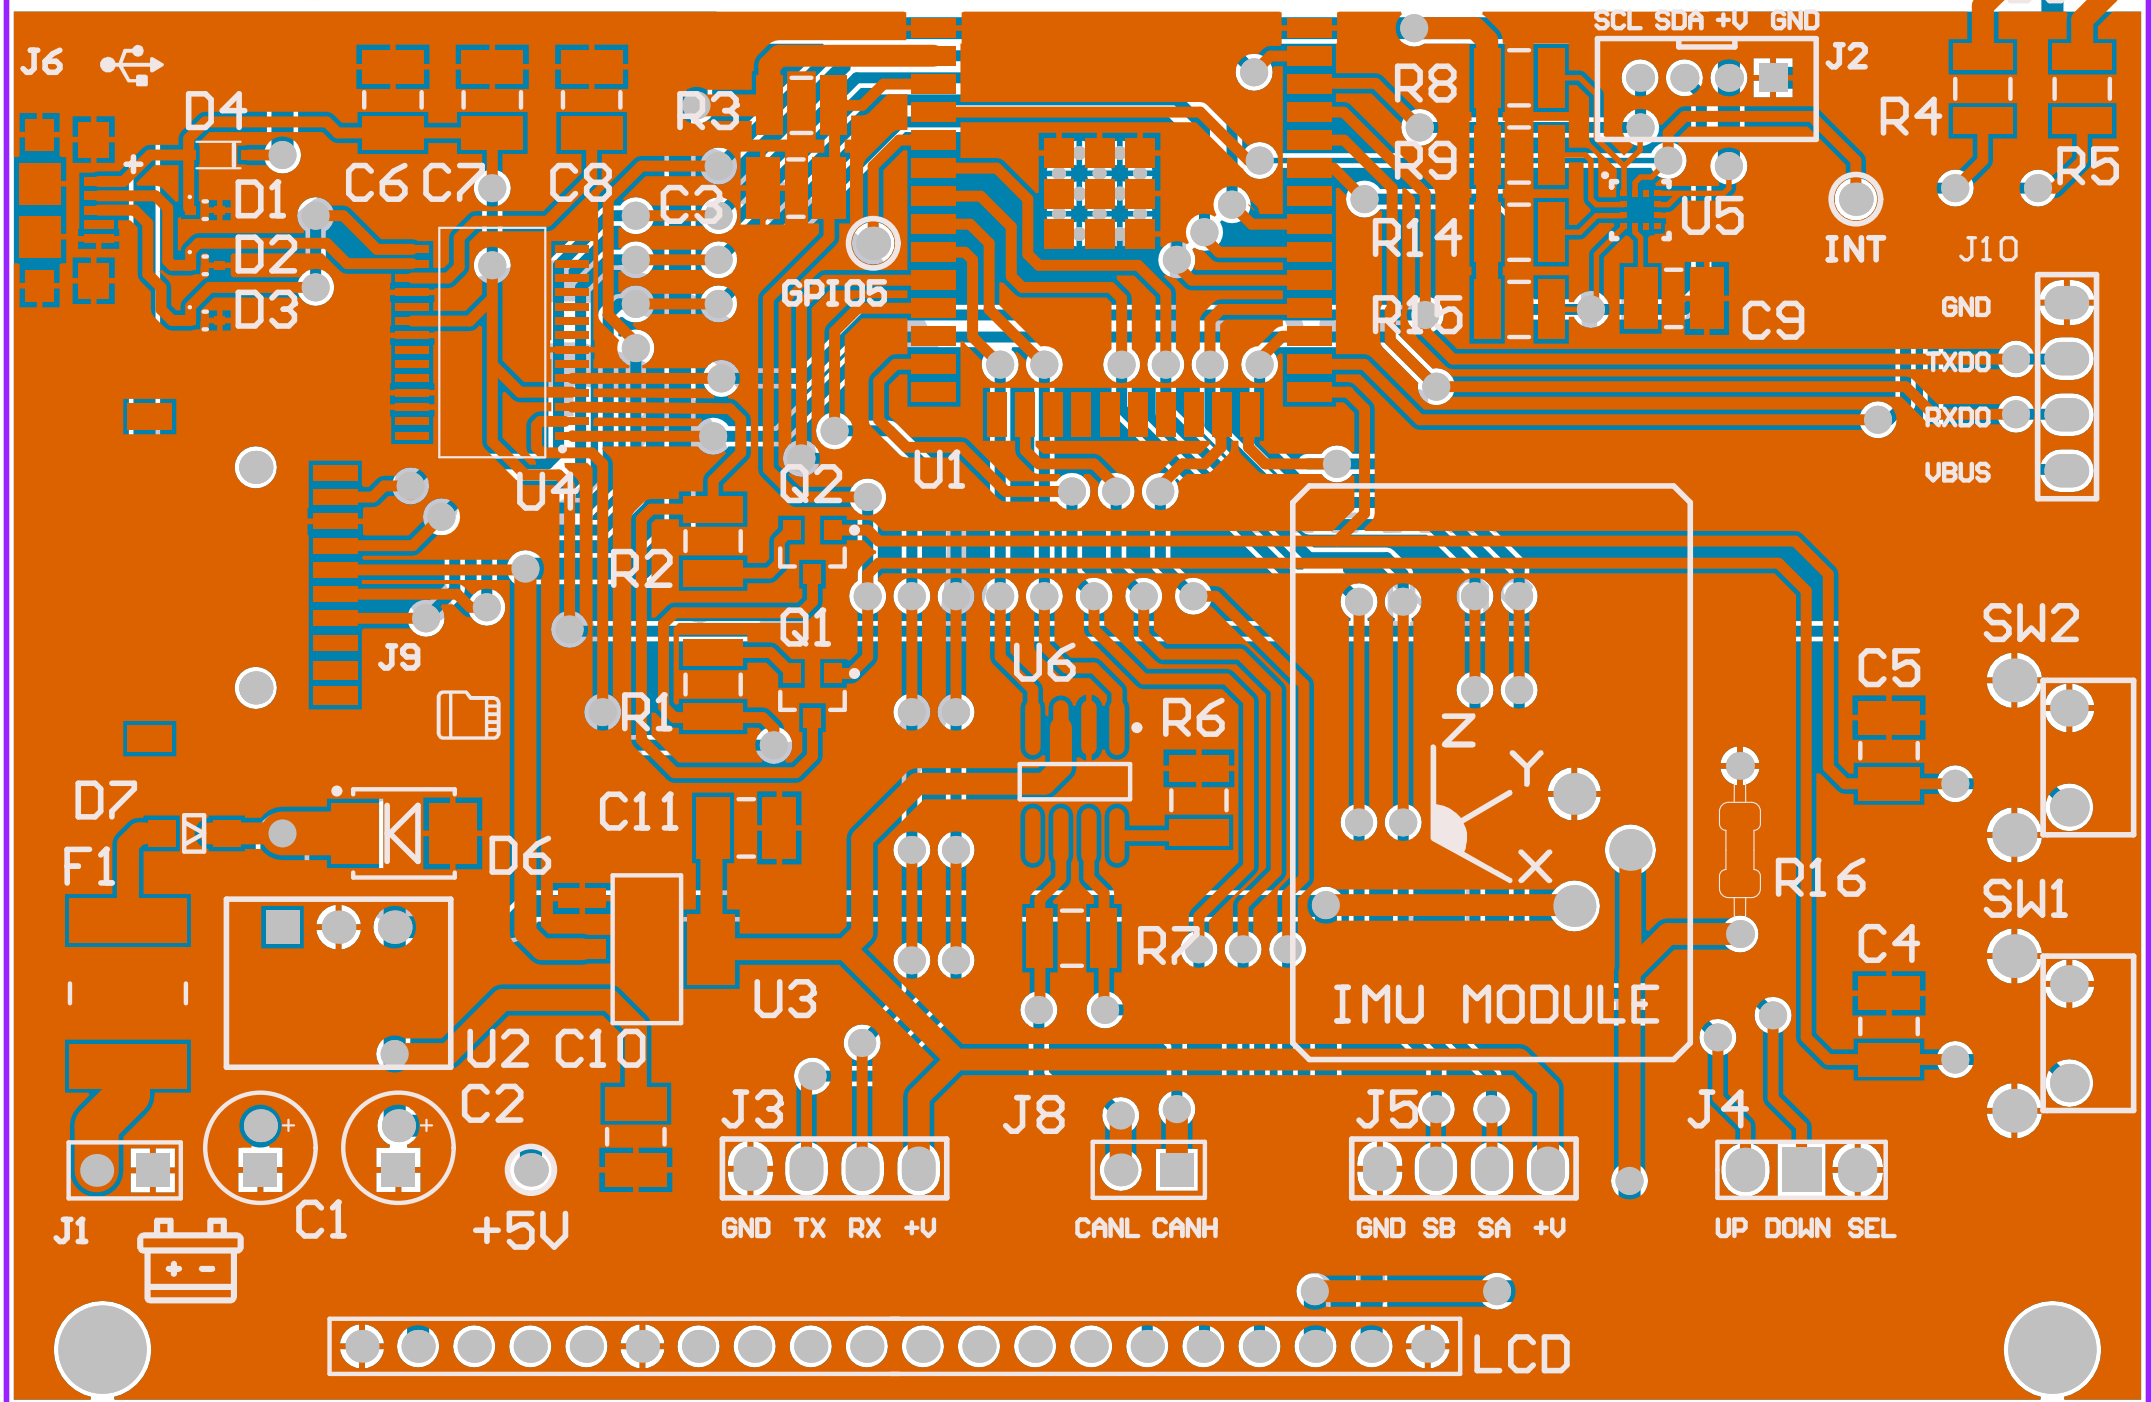 SCL SDA +V GND
J6
J2
D4
R3
R8
R4
C6
C7
C8
C3
R9
R5
D1
U5
D2
R14
INT
J10
D3
GPIO5
R15
C9
GND
TXD0
RXD0
VBUS
U4
Q2
U1
R2
Q1
SW2
J9
U6
C5
R1
R6
Z
Y
D7
C11
F1
D6
X
R16
SW1
R7
C4
U3
IMU MODULE
U2
C10
C2
J3
J8
J5
J4
C1
J1
+5V
GND TX RX +V
CANL CANH
GND SB SA +V
UP DOWN SEL
+ -
LCD